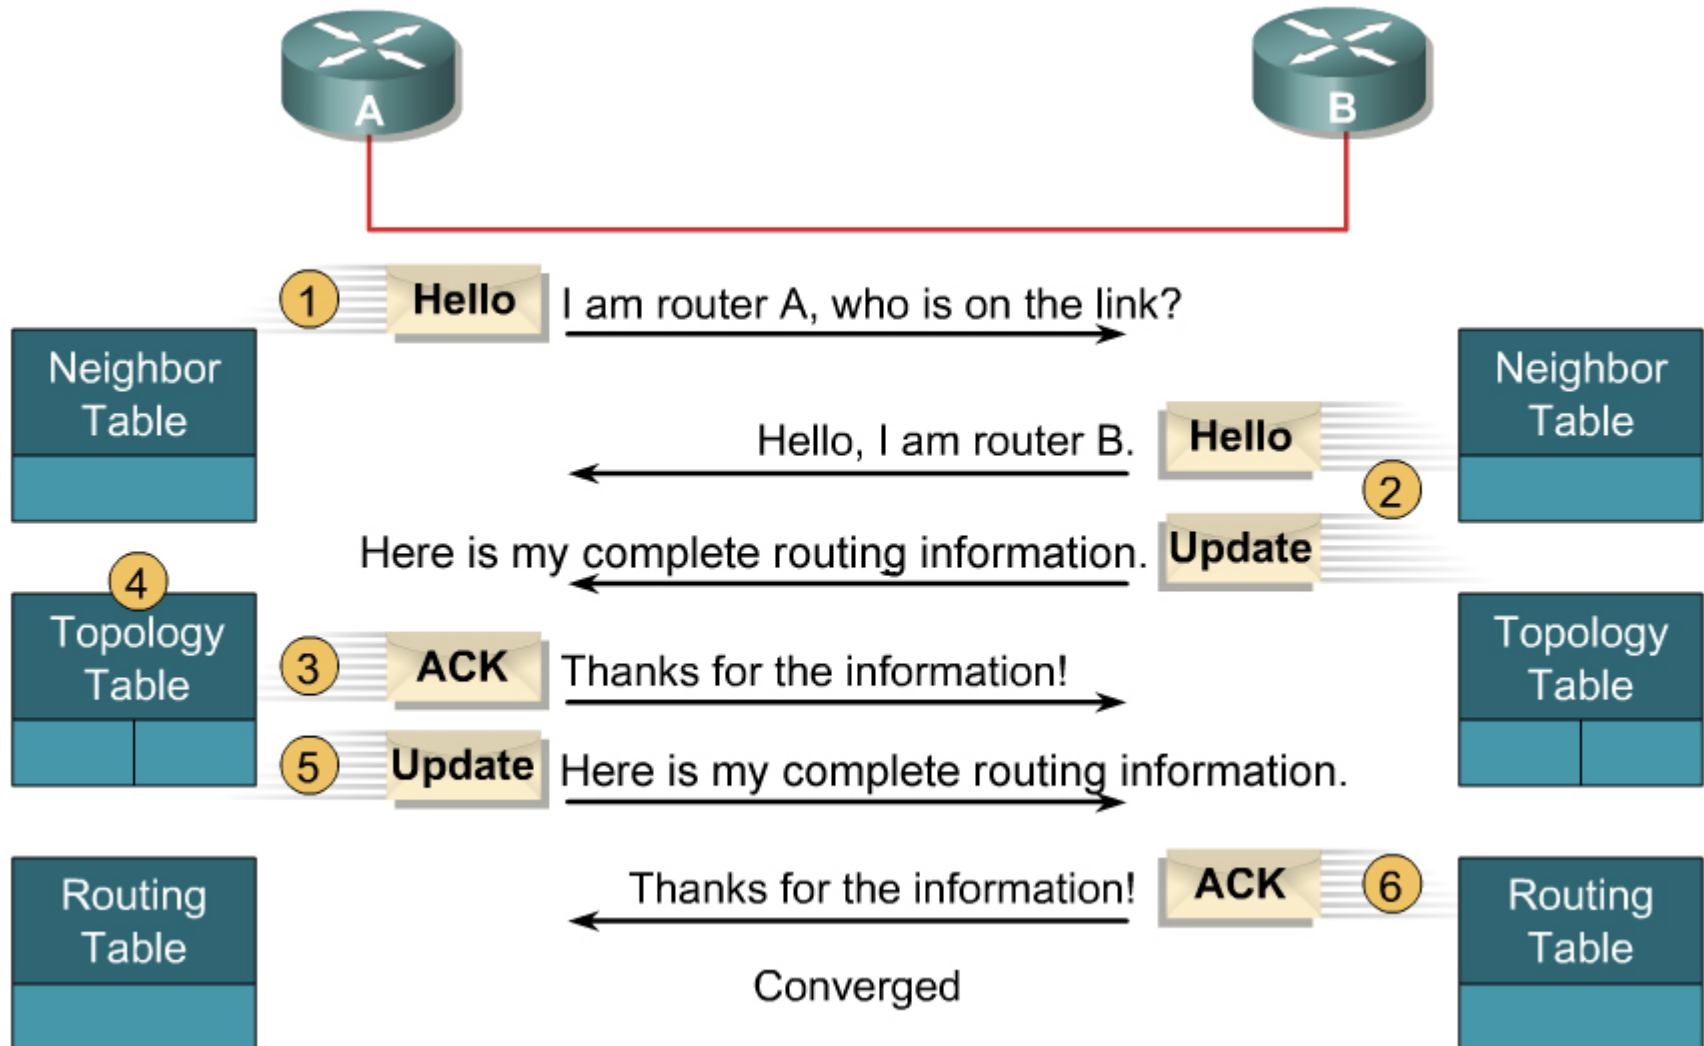 A
B
1
Hello
I am router A, who is on the link?
Neighbor
Table
Neighbor
Table
Hello, I am router B.
Hello
2
Here is my complete routing information.
Update
4
Topology
Table
3
ACK
Thanks for the information!
Topology
Table
5
Update
Here is my complete routing information.
Routing
Table
Thanks for the information!
ACK
6
Routing
Table
Converged